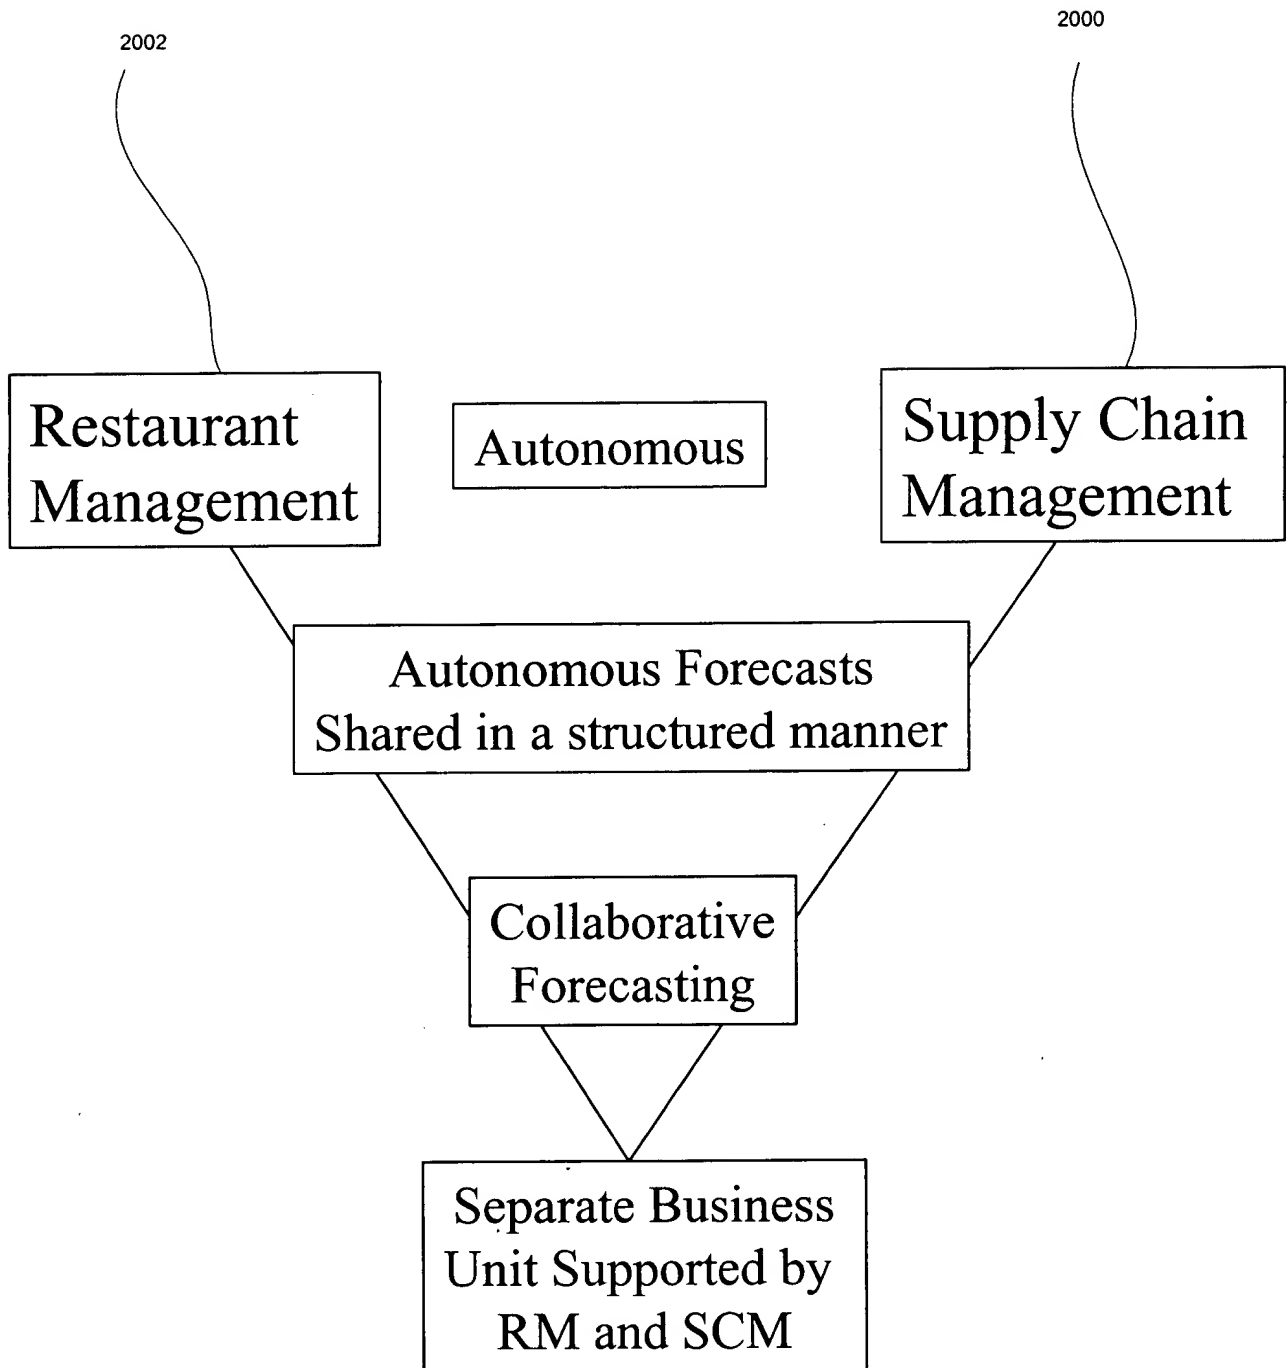 2002
2000
Restaurant
Management
Autonomous
Supply Chain
Management
Autonomous Forecasts
Shared in a structured manner
Collaborative
Forecasting
Separate Business
Unit Supported by
RM and SCM